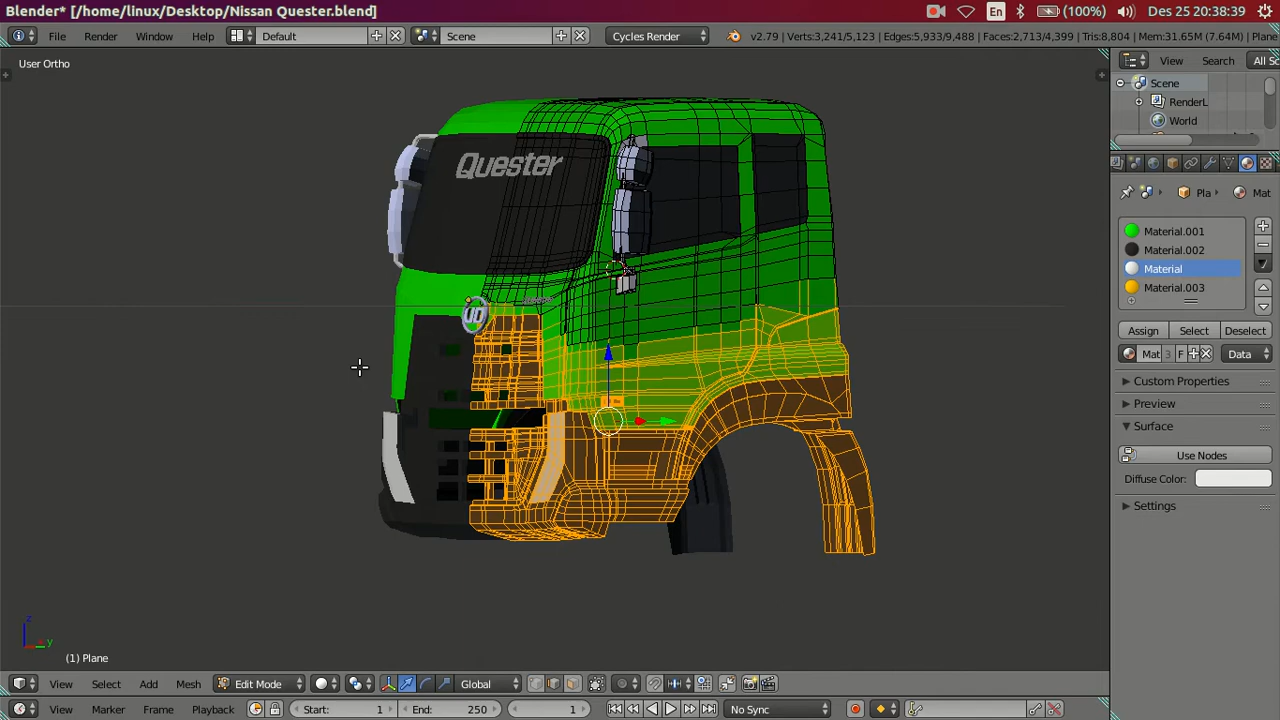 Blender* [/home/linux/Desktop/Nissan Quester.blend]
En (100%) Des 25 20:38:39
File Render Window Help Default Scene Cycles Render v2.79 | Verts:3,241/5,123 | Edges:5,933/9,488 | Faces:2,713/4,399 | Tris:8,804 | Mem:31.65M (7.64M) | Plane
User Ortho
View Search All Sc
Scene
RenderL
World
Pla Mat
Quester
UD
Material.001
Material.002
Material
Material.003
Assign Select Deselect
Mat 3 F Data
Custom Properties
Preview
Surface
Use Nodes
Diffuse Color:
Settings
z
y
(1) Plane
View Select Add Mesh Edit Mode Global
View Marker Frame Playback Start: 1 End: 250 1 No Sync